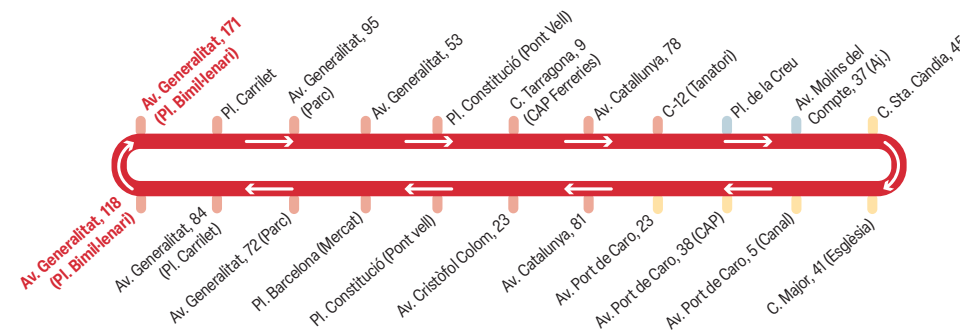 Av. Generalitat, 171
(Pl. Bimil·lenari)
Pl. Carrilet
Av. Generalitat, 95
(Parc)
Av. Generalitat, 53
Pl. Constitució (Pont Vell)
C. Tarragona, 9
(CAP Ferreries)
Av. Catallunya, 78
C-12 (Tanatori)
Pl. de la Creu
Av. Molins del
Compte, 37 (Aj.)
C. Sta. Càndia, 45
Av. Generalitat, 118
(Pl. Bimil·lenari)
Av. Generalitat, 84
(Pl. Carrilet)
Av. Generalitat, 72 (Parc)
Pl. Barcelona (Mercat)
Pl. Constitució (Pont vell)
Av. Cristòfol Colom, 23
Av. Catalunya, 81
Av. Port de Caro, 23
Av. Port de Caro, 38 (CAP)
Av. Port de Caro, 5 (Canal)
C. Major, 41 (Esglèsia)